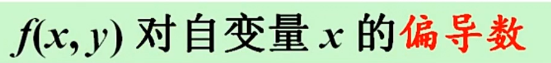 f(x, y) 对自变量 x 的偏导数